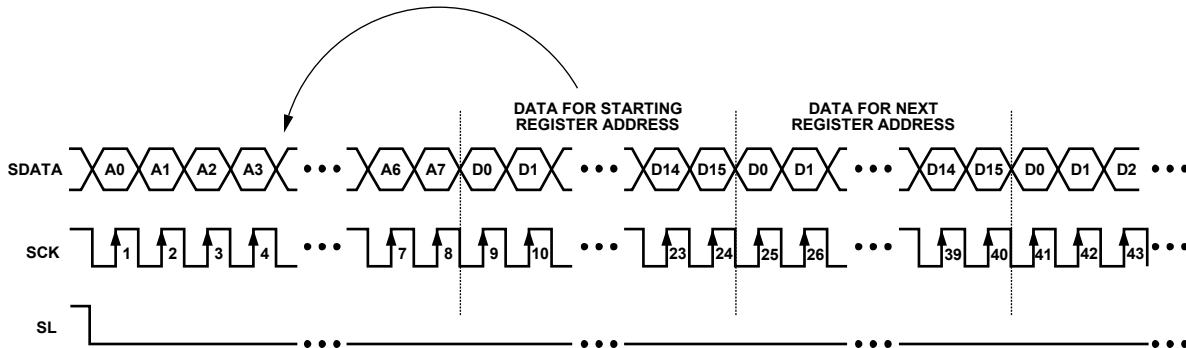 DATA FOR STARTING
REGISTER ADDRESS
DATA FOR NEXT
REGISTER ADDRESS
SDATA A0 A1 A2 A3 ••• A6 A7 D0 D1 ••• D14 D15 D0 D1 ••• D14 D15 D0 D1 D2 •••
SCK 1 2 3 4 ••• 7 8 9 10 ••• 23 24 25 26 ••• 39 40 41 42 43 •••
SL ••• ••• ••• •••